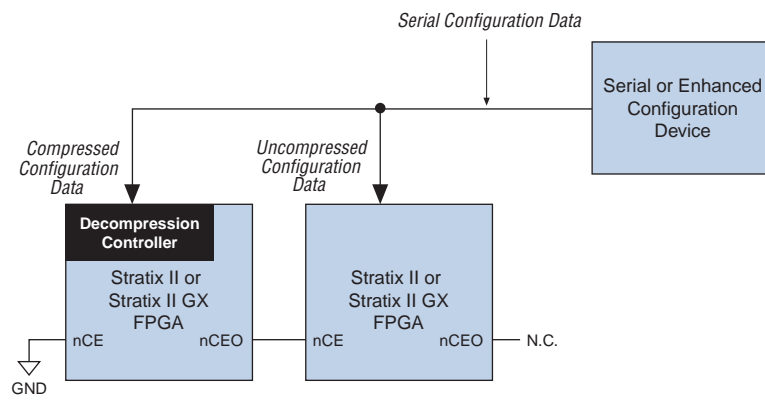 Serial Configuration Data
Serial or Enhanced
Configuration
Device
Compressed
Configuration
Data
Uncompressed
Configuration
Data
Decompression
Controller
Stratix II or
Stratix II GX
FPGA
nCE
nCEO
Stratix II or
Stratix II GX
FPGA
nCE
nCEO
N.C.
GND